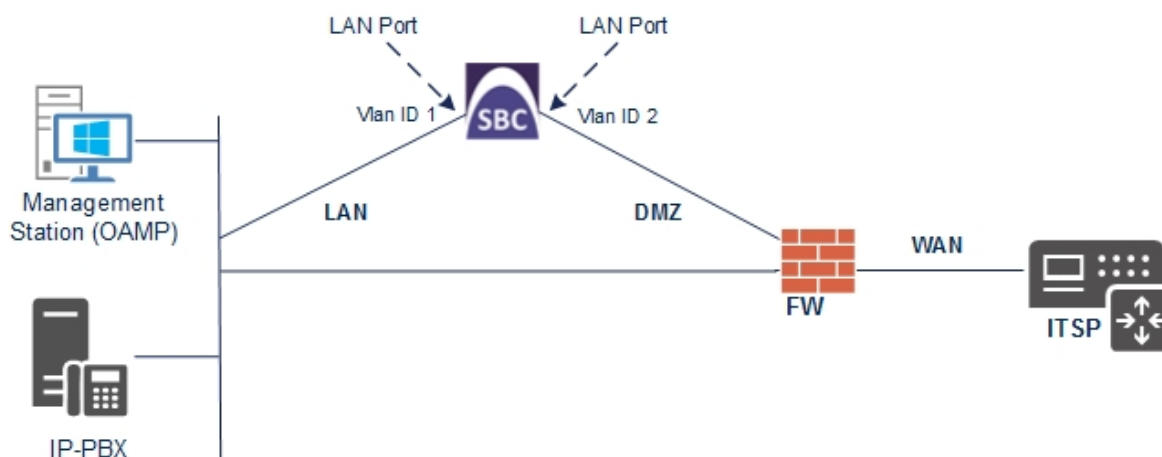 LAN Port
LAN Port
Vlan ID 1
SBC
Vlan ID 2
Management
Station (OAMP)
LAN
DMZ
WAN
FW
ITSP
IP-PBX